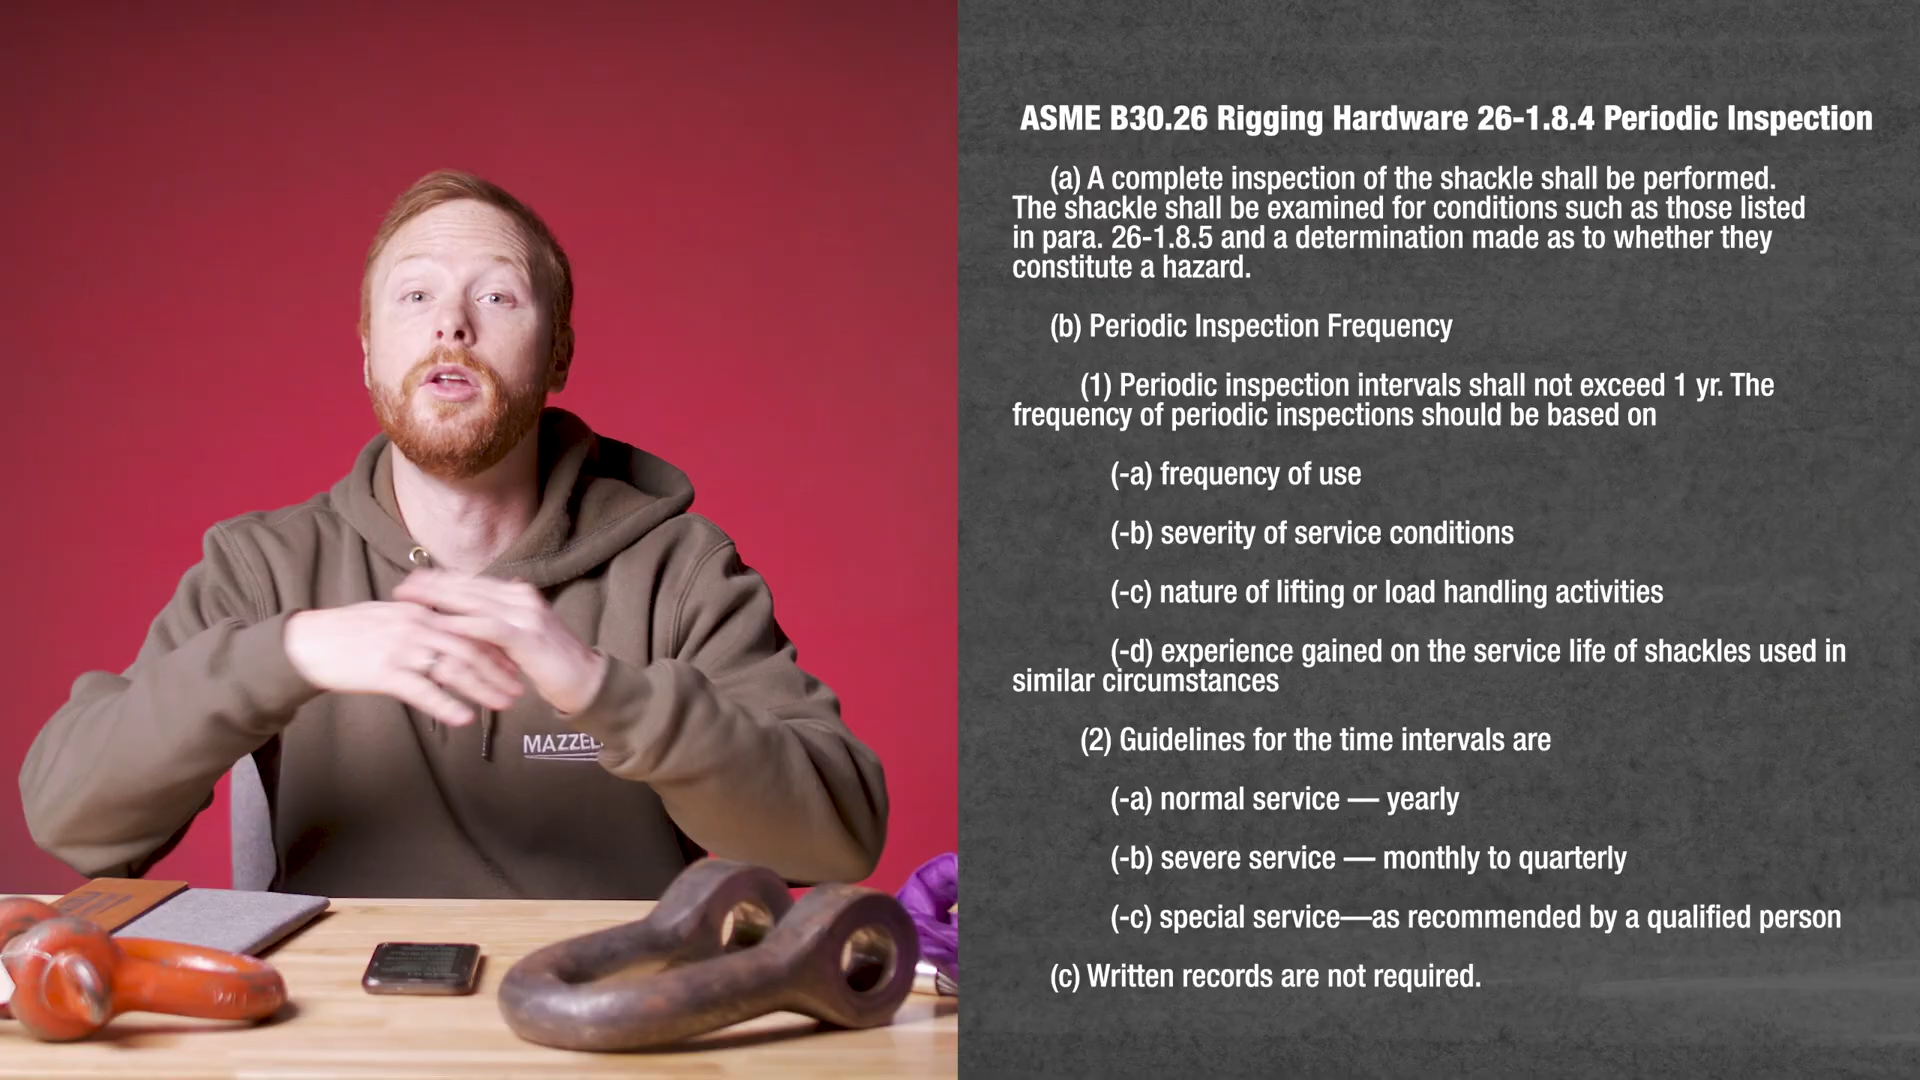 ASME B30.26 Rigging Hardware 26-1.8.4 Periodic Inspection
(a) A complete inspection of the shackle shall be performed.
The shackle shall be examined for conditions such as those listed
in para. 26-1.8.5 and a determination made as to whether they
constitute a hazard.
(b) Periodic Inspection Frequency
(1) Periodic inspection intervals shall not exceed 1 yr. The
frequency of periodic inspections should be based on
(-a) frequency of use
(-b) severity of service conditions
(-c) nature of lifting or load handling activities
(-d) experience gained on the service life of shackles used in
similar circumstances
(2) Guidelines for the time intervals are
(-a) normal service — yearly
(-b) severe service — monthly to quarterly
(-c) special service—as recommended by a qualified person
(c) Written records are not required.